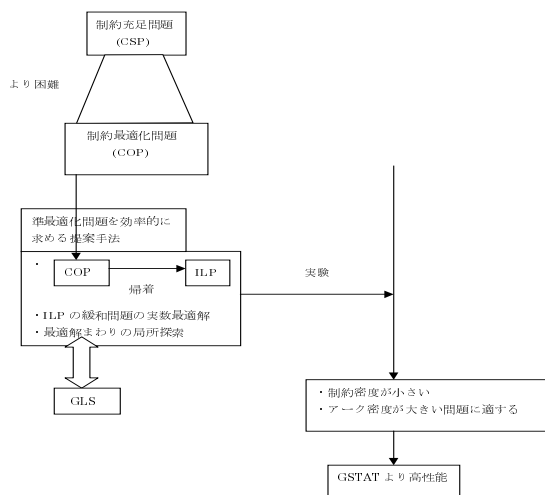 制約充足問題
(CSP)
より困難
制約最適化問題
(COP)
準最適化問題を効率的に
求める提案手法
・
COP
ILP
帰着
実験
・ILP の緩和問題の実数最適解
・最適解まわりの局所探索
GLS
・制約密度が小さい
・アーク密度が大きい問題に適する
GSTAT より高性能